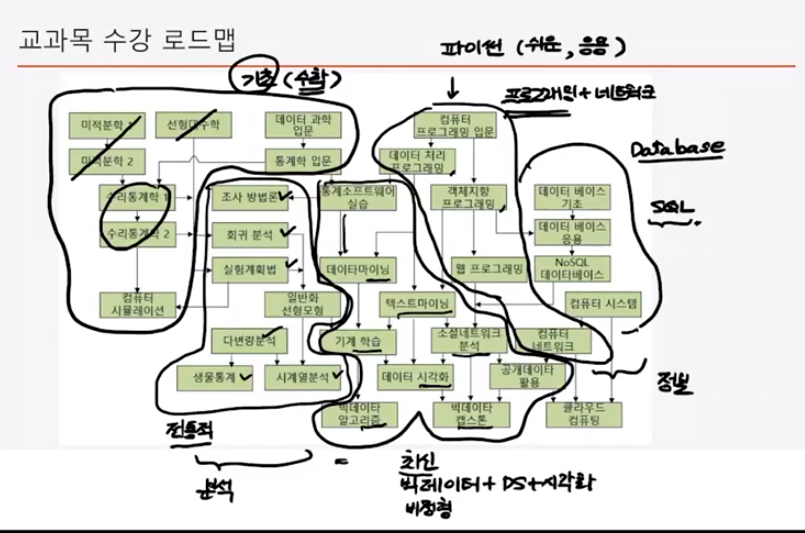 교과목 수강 로드맵
파이썬 (쉬운, 응용)
기초 (수학)
프로그래밍 + 네트워크
미적분학 1
선형대수학
데이터 과학
입문
컴퓨터
프로그래밍 입문
Database
미적분학 2
통계학 입문
데이터 처리
프로그래밍
수리통계학 1
조사 방법론
통계소프트웨어
실습
객체지향
프로그래밍
데이터 베이스
기초
SQL
수리통계학 2
회귀 분석
데이터 베이스
응용
실험계획법
데이타마이닝
웹 프로그래밍
NoSQL
데이타베이스
컴퓨터
시뮬레이션
일반화
선형모형
텍스트마이닝
컴퓨터 시스템
다변량분석
기계 학습
소셜네트워크
분석
컴퓨터
네트워크
생물통계
시계열분석
데이터 시각화
공개데이타
활용
정보
빅데이타
알고리즘
빅데이타
캡스톤
클라우드
컴퓨팅
전통적
분석
=
최신
빅데이터 + DS + 시각화
비정형